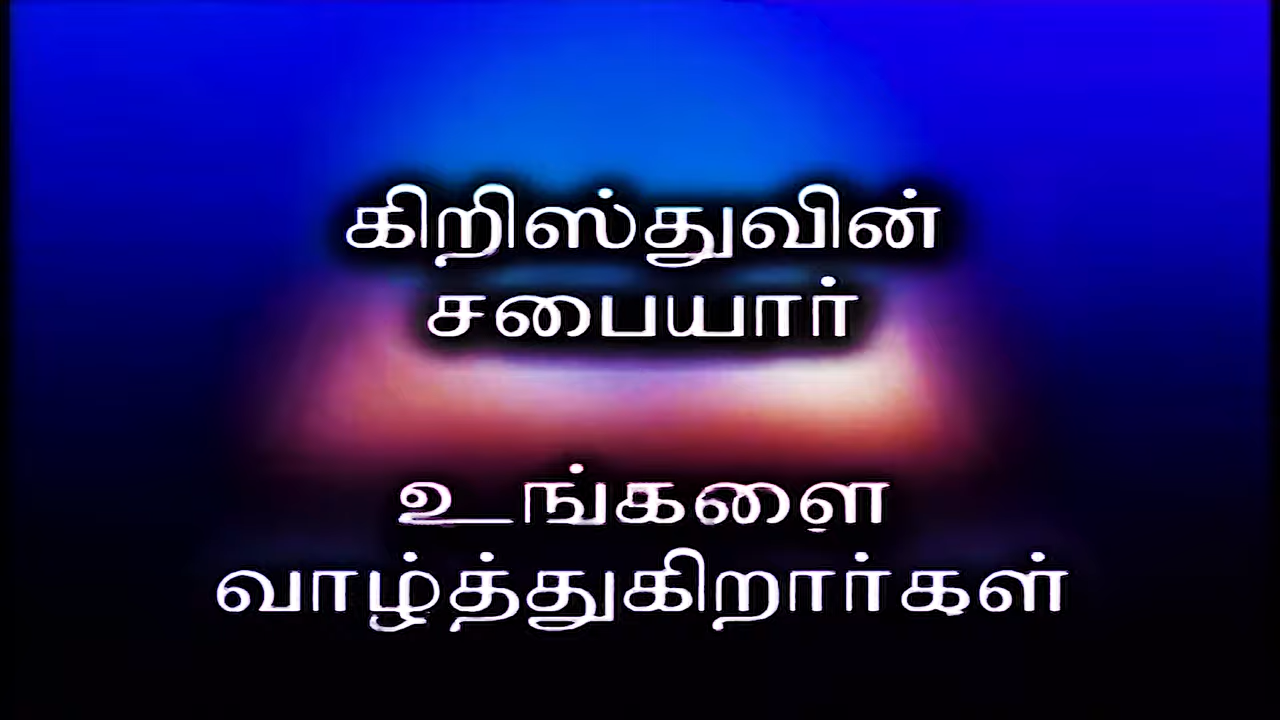 கிறிஸ்துவின்
சபையார்
உங்களை
வாழ்த்துகிறார்கள்